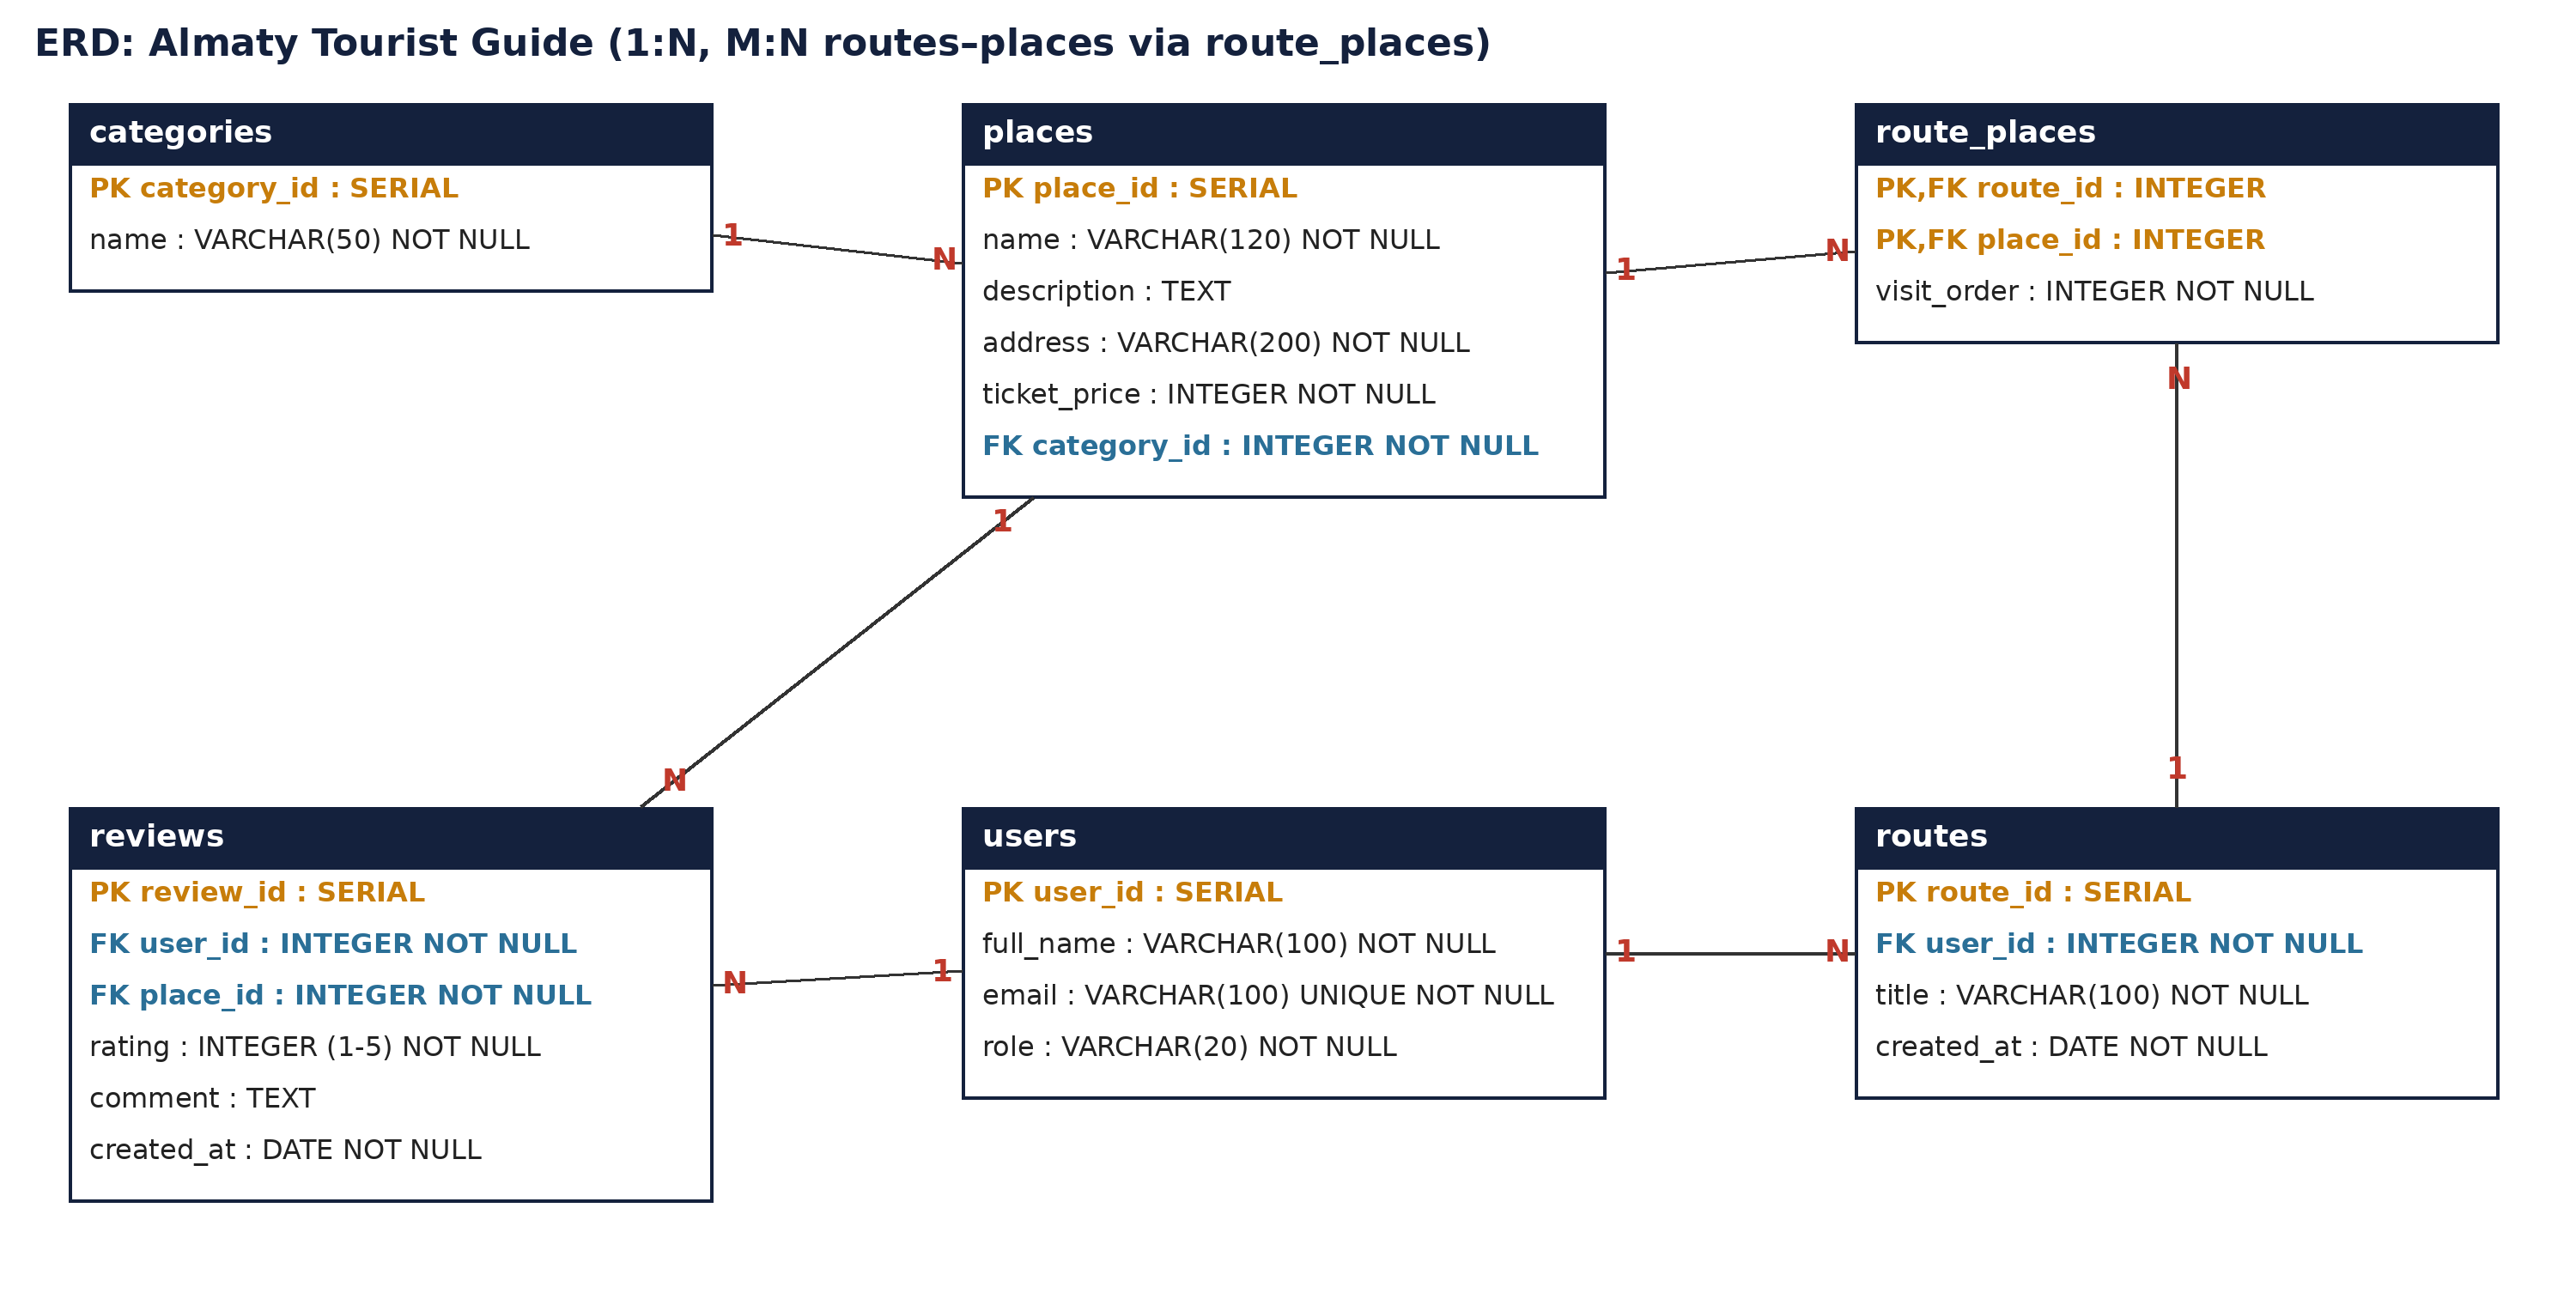 ERD: Almaty Tourist Guide (1:N, M:N routes–places via route_places)
categories
PK category_id : SERIAL
name : VARCHAR(50) NOT NULL
1
N
places
PK place_id : SERIAL
name : VARCHAR(120) NOT NULL
description : TEXT
address : VARCHAR(200) NOT NULL
ticket_price : INTEGER NOT NULL
FK category_id : INTEGER NOT NULL
1
N
route_places
PK,FK route_id : INTEGER
PK,FK place_id : INTEGER
visit_order : INTEGER NOT NULL
N
1
1
N
reviews
PK review_id : SERIAL
FK user_id : INTEGER NOT NULL
FK place_id : INTEGER NOT NULL
rating : INTEGER (1-5) NOT NULL
comment : TEXT
created_at : DATE NOT NULL
N
1
users
PK user_id : SERIAL
full_name : VARCHAR(100) NOT NULL
email : VARCHAR(100) UNIQUE NOT NULL
role : VARCHAR(20) NOT NULL
1
N
routes
PK route_id : SERIAL
FK user_id : INTEGER NOT NULL
title : VARCHAR(100) NOT NULL
created_at : DATE NOT NULL